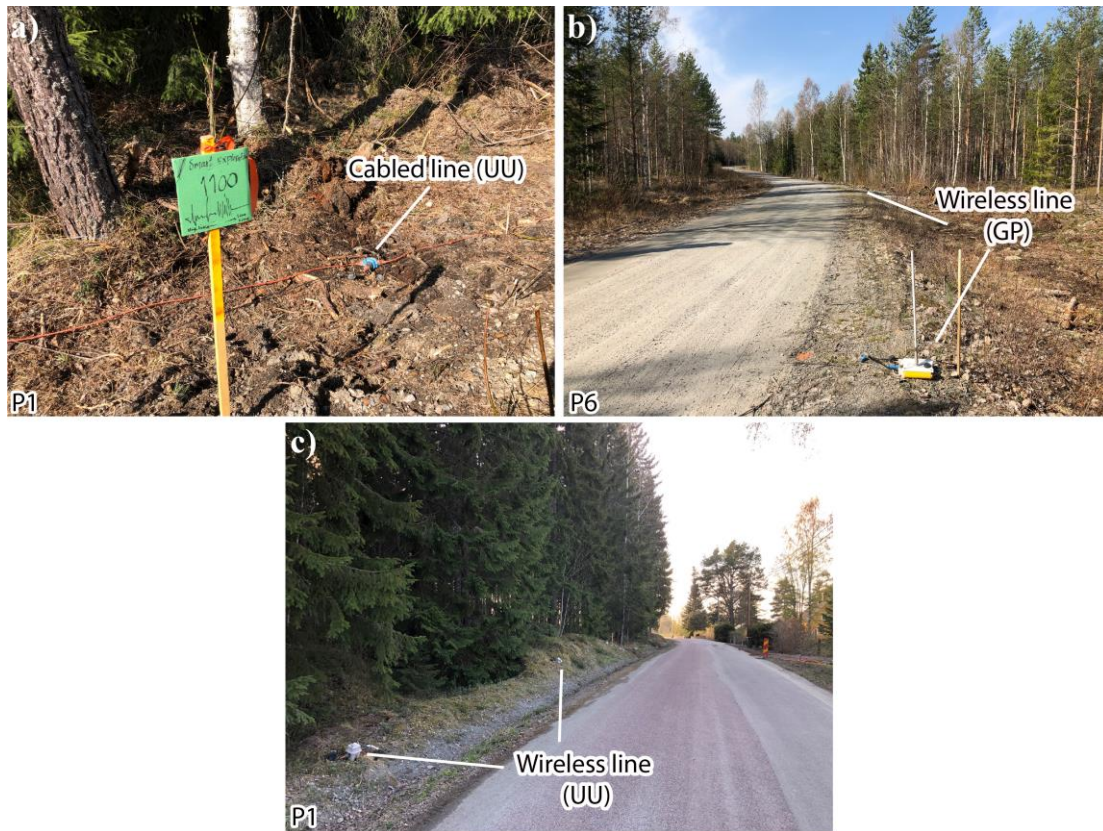 a)
Smart Exploration
1100
Cabled line (UU)
P1
b)
Wireless line
(GP)
P6
c)
Wireless line
(UU)
P1